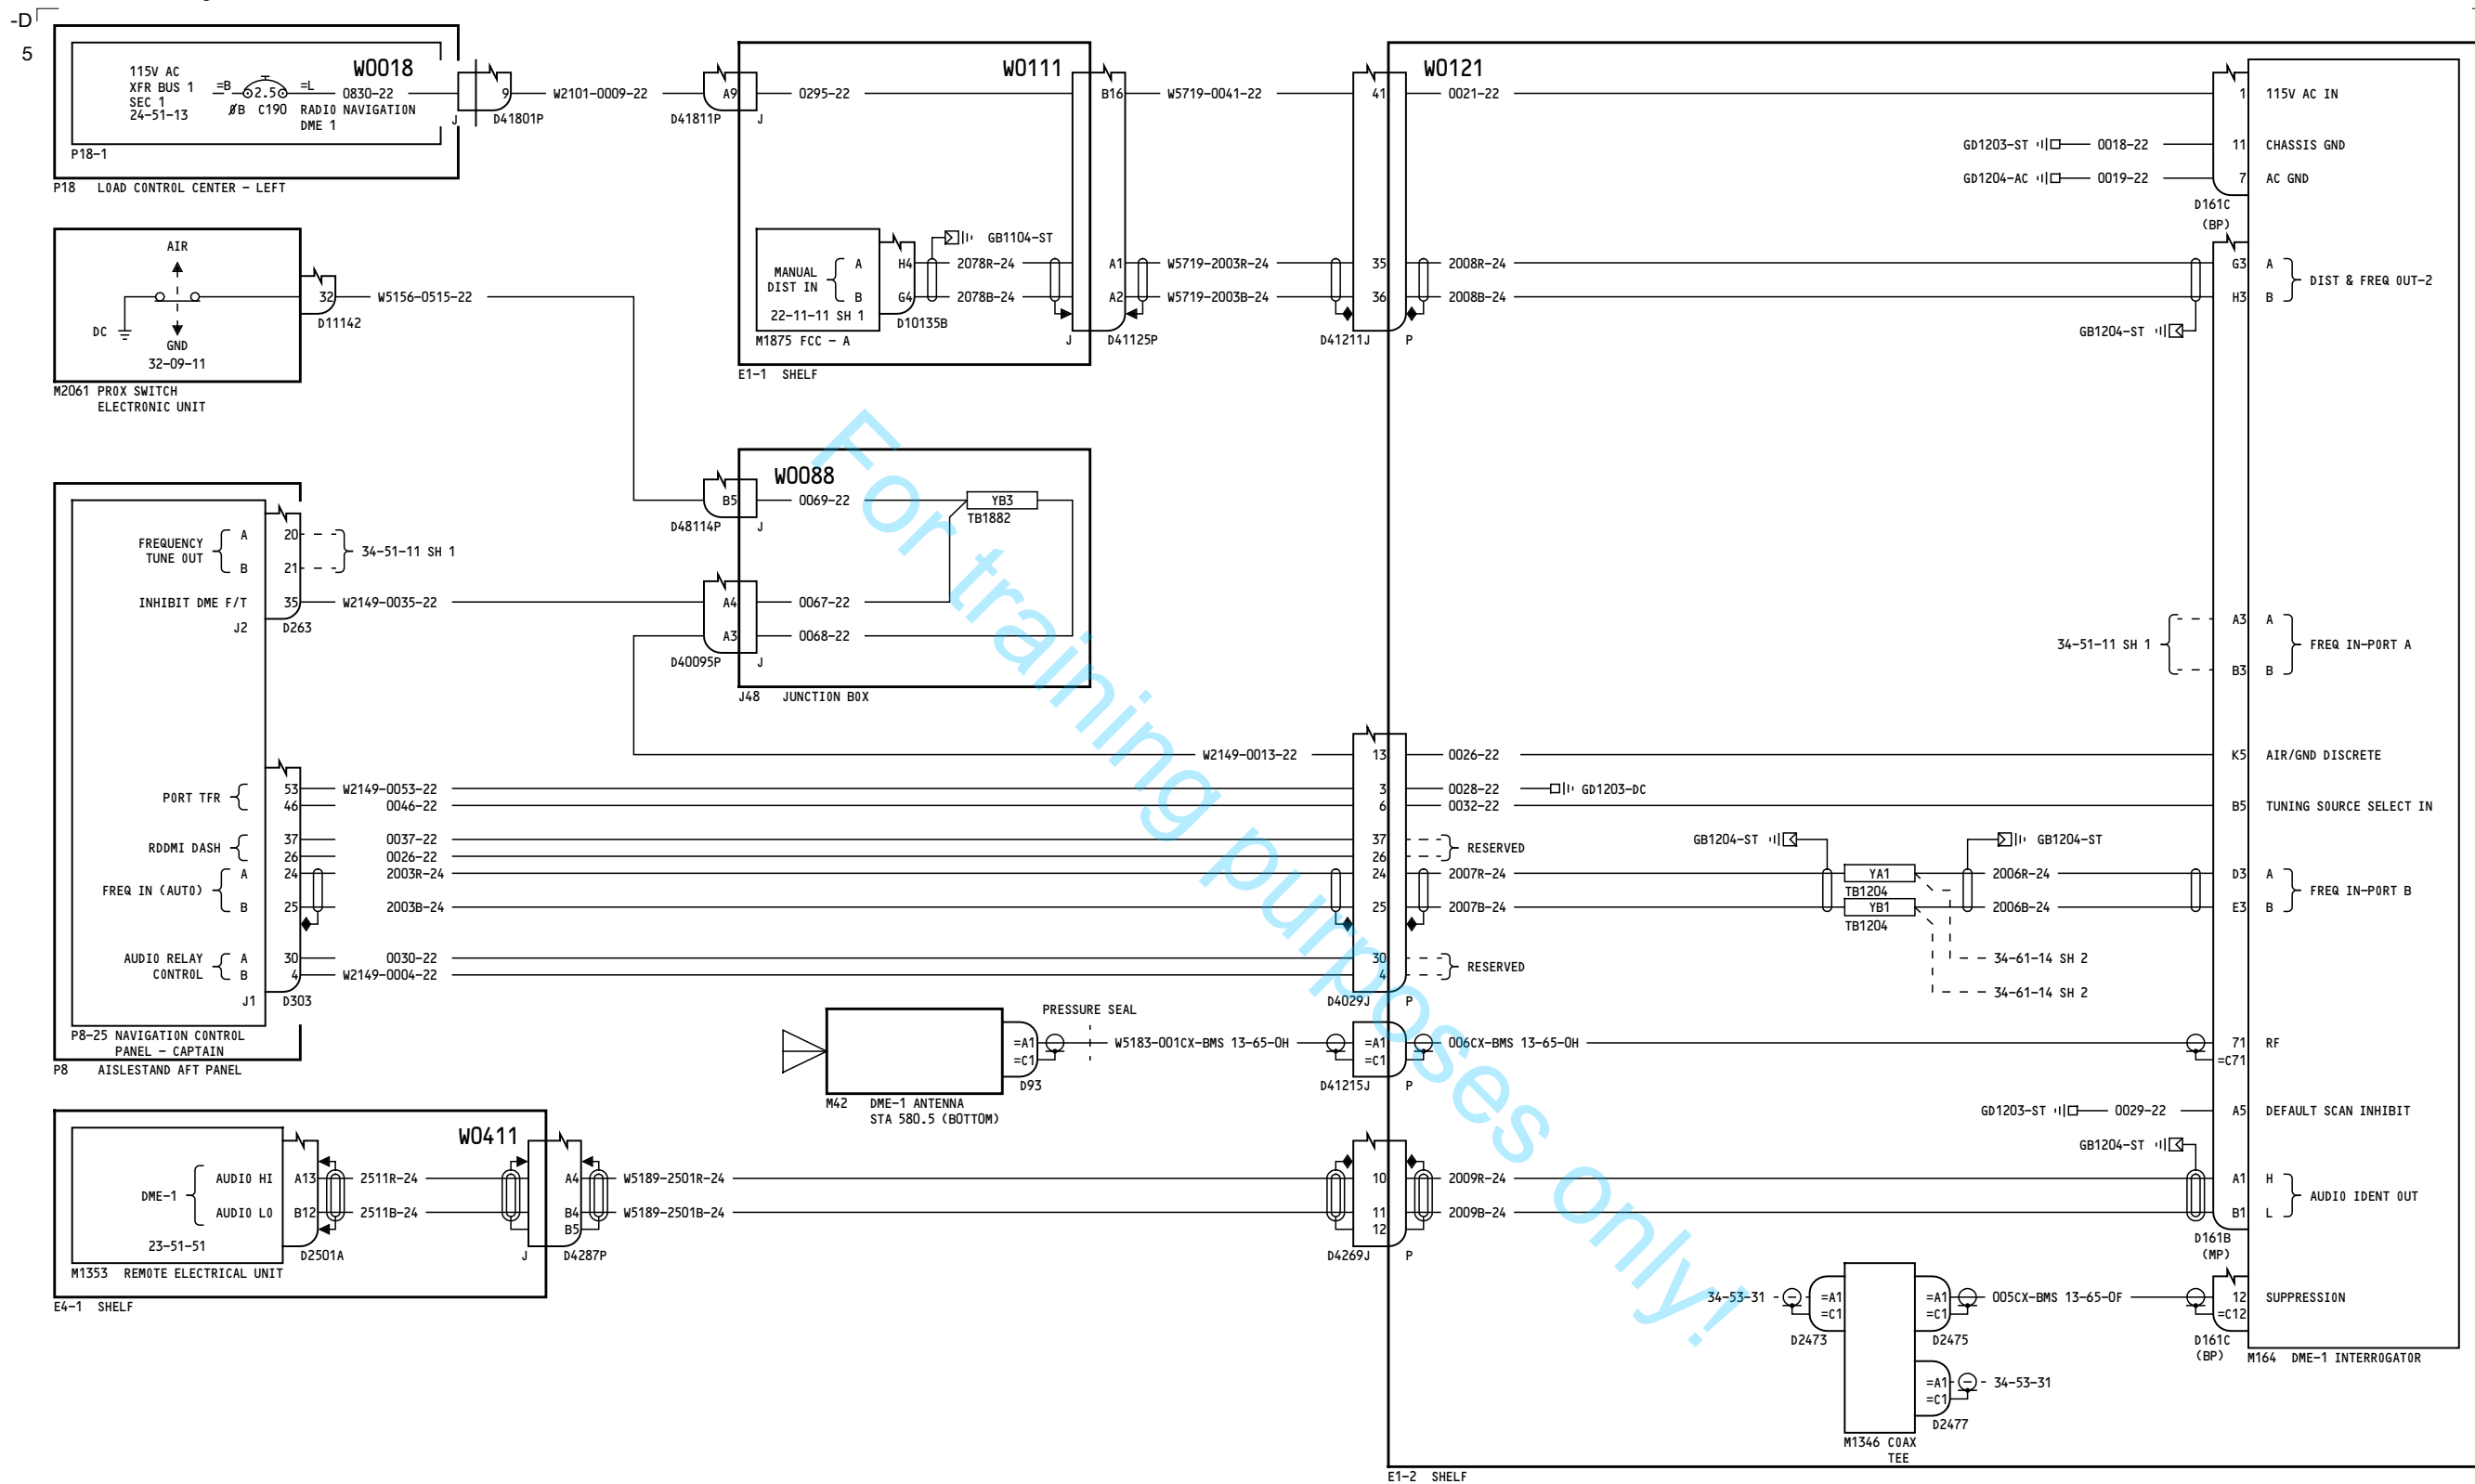 -D
5
115V AC
XFR BUS 1
SEC 1
24-51-13
=B
2.5
=L
0830-22
ØB C190 RADIO NAVIGATION
DME 1
W0018
J
9
D41801P
P18-1
P18 LOAD CONTROL CENTER - LEFT
W2101-0009-22
A9
D41811P
J
0295-22
W0111
B16
W5719-0041-22
41
W0121
0021-22
1 115V AC IN
GD1203-ST 0018-22 11 CHASSIS GND
GD1204-AC 0019-22 7 AC GND
D161C
(BP)
AIR
DC
GND
32-09-11
32
D11142
W5156-0515-22
M2061 PROX SWITCH
ELECTRONIC UNIT
MANUAL
DIST IN
A H4 2078R-24 A1 W5719-2003R-24 35 2008R-24 G3 A
B G4 2078B-24 A2 W5719-2003B-24 36 2008B-24 H3 B
DIST & FREQ OUT-2
GB1104-ST
22-11-11 SH 1
D10135B
M1875 FCC - A
J
D41125P
D41211J
P
GB1204-ST
E1-1 SHELF
W0088
B5 0069-22 YB3
TB1882
D48114P
J
FREQUENCY
TUNE OUT
A 20
B 21
34-51-11 SH 1
INHIBIT DME F/T 35 W2149-0035-22 A4 0067-22
J2
D263
A3 0068-22
D40095P
J
J48 JUNCTION BOX
34-51-11 SH 1
A3 A
B3 B
FREQ IN-PORT A
W2149-0013-22 13 0026-22 K5 AIR/GND DISCRETE
PORT TFR
53 W2149-0053-22 3 0028-22 GD1203-DC
46 0046-22 6 0032-22 B5 TUNING SOURCE SELECT IN
RDDMI DASH
37 0037-22 37
26 0026-22 26
RESERVED
GB1204-ST
GB1204-ST
FREQ IN (AUTO)
A 24 2003R-24 24 2007R-24 YA1 2006R-24 D3 A
TB1204
B 25 2003B-24 25 2007B-24 YB1 2006B-24 E3 B
TB1204
FREQ IN-PORT B
34-61-14 SH 2
34-61-14 SH 2
AUDIO RELAY
CONTROL
A 30 0030-22 30
B 4 W2149-0004-22 4
RESERVED
J1
D303
D4029J
P
P8-25 NAVIGATION CONTROL
PANEL - CAPTAIN
P8 AISLESTAND AFT PANEL
PRESSURE SEAL
=A1 W5183-001CX-BMS 13-65-0H =A1 006CX-BMS 13-65-0H 71 RF
=C1 =C1 =C71
D93
D41215J
P
M42 DME-1 ANTENNA
STA 580.5 (BOTTOM)
GD1203-ST 0029-22 A5 DEFAULT SCAN INHIBIT
GB1204-ST
W0411
DME-1
AUDIO HI A13 2511R-24 A4 W5189-2501R-24 10 2009R-24 A1 H
AUDIO LO B12 2511B-24 B4 W5189-2501B-24 11 2009B-24 B1 L
B5
12
AUDIO IDENT OUT
23-51-51
D2501A
J
D4287P
D4269J
P
D161B
(MP)
M1353 REMOTE ELECTRICAL UNIT
E4-1 SHELF
34-53-31 =A1 =A1 005CX-BMS 13-65-0F 12 SUPPRESSION
=C1 =C1 =C12
D2473
D2475
D161C
(BP)
M164 DME-1 INTERROGATOR
=A1 34-53-31
=C1
D2477
M1346 COAX
TEE
E1-2 SHELF
For training purposes only!